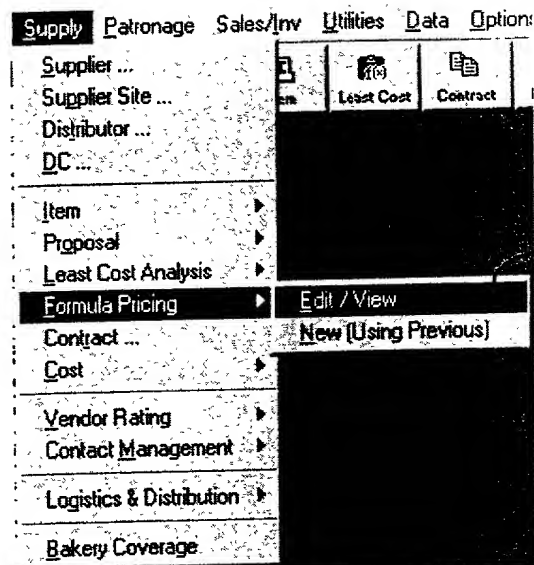 Supply Patronage Sales/Inv Utilities Data Option
Supplier ...
Supplier Site ...
Least Cost Contract
Distributor ...
DC ...
Item
Proposal
Least Cost Analysis
Formula Pricing Edit / View
New (Using Previous)
Contract ...
Cost
Vendor Rating
Contact Management
Logistics & Distribution
Bakery Coverage